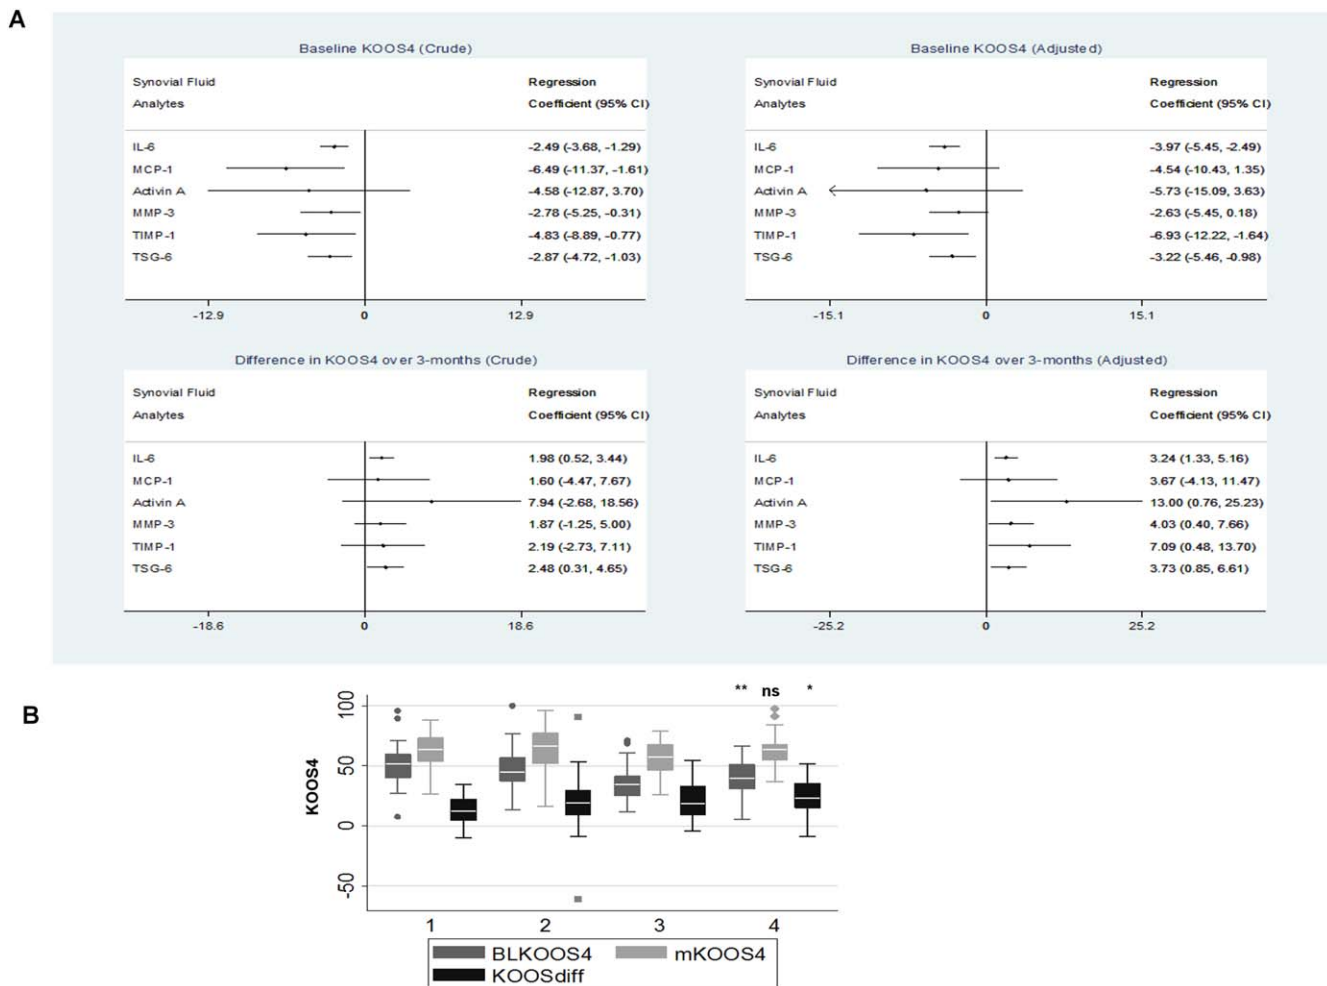 A
Baseline KOOS4 (Crude)
Synovial Fluid Regression
Analytes Coefficient (95% CI)
IL-6 -2.49 (-3.68, -1.29)
MCP-1 -6.49 (-11.37, -1.61)
Activin A -4.58 (-12.87, 3.70)
MMP-3 -2.78 (-5.25, -0.31)
TIMP-1 -4.83 (-8.89, -0.77)
TSG-6 -2.87 (-4.72, -1.03)
-12.9 0 12.9
Baseline KOOS4 (Adjusted)
Synovial Fluid Regression
Analytes Coefficient (95% CI)
IL-6 -3.97 (-5.45, -2.49)
MCP-1 -4.54 (-10.43, 1.35)
Activin A -5.73 (-15.09, 3.63)
MMP-3 -2.63 (-5.45, 0.18)
TIMP-1 -6.93 (-12.22, -1.64)
TSG-6 -3.22 (-5.46, -0.98)
-15.1 0 15.1
Difference in KOOS4 over 3-months (Crude)
Synovial Fluid Regression
Analytes Coefficient (95% CI)
IL-6 1.98 (0.52, 3.44)
MCP-1 1.60 (-4.47, 7.67)
Activin A 7.94 (-2.68, 18.56)
MMP-3 1.87 (-1.25, 5.00)
TIMP-1 2.19 (-2.73, 7.11)
TSG-6 2.48 (0.31, 4.65)
-18.6 0 18.6
Difference in KOOS4 over 3-months (Adjusted)
Synovial Fluid Regression
Analytes Coefficient (95% CI)
IL-6 3.24 (1.33, 5.16)
MCP-1 3.67 (-4.13, 11.47)
Activin A 13.00 (0.76, 25.23)
MMP-3 4.03 (0.40, 7.66)
TIMP-1 7.09 (0.48, 13.70)
TSG-6 3.73 (0.85, 6.61)
-25.2 0 25.2
B
** ns *
KOOS4
100
50
0
-50
1 2 3 4
BLKOOS4 mKOOS4
KOOSdiff